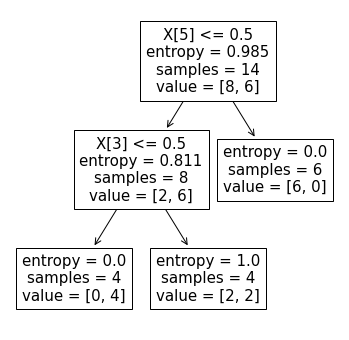 X[5] <= 0.5
entropy = 0.985
samples = 14
value = [8, 6]
X[3] <= 0.5
entropy = 0.811
samples = 8
value = [2, 6]
entropy = 0.0
samples = 6
value = [6, 0]
entropy = 0.0
samples = 4
value = [0, 4]
entropy = 1.0
samples = 4
value = [2, 2]